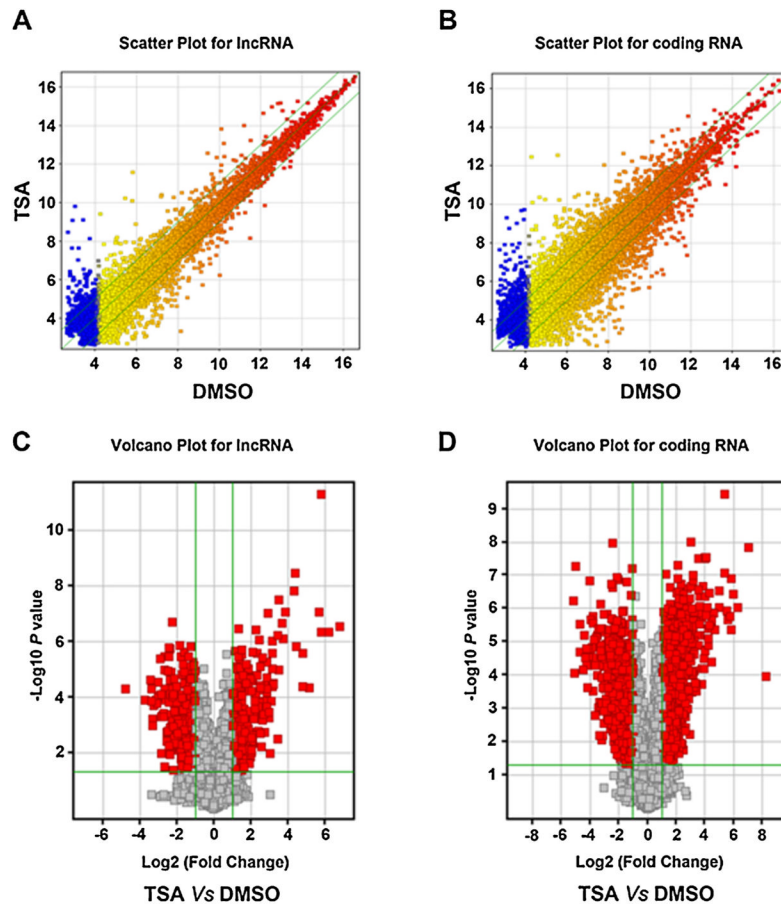 A
Scatter Plot for lncRNA
16
14
12
10
8
6
4
TSA
4 6 8 10 12 14 16
DMSO
B
Scatter Plot for coding RNA
16
14
12
10
8
6
4
TSA
4 6 8 10 12 14 16
DMSO
C
Volcano Plot for lncRNA
10
8
6
4
2
-Log10 P value
-6 -4 -2 0 2 4 6
Log2 (Fold Change)
TSA Vs DMSO
D
Volcano Plot for coding RNA
9
8
7
6
5
4
3
2
1
-Log10 P value
-8 -6 -4 -2 0 2 4 6 8
Log2 (Fold Change)
TSA Vs DMSO